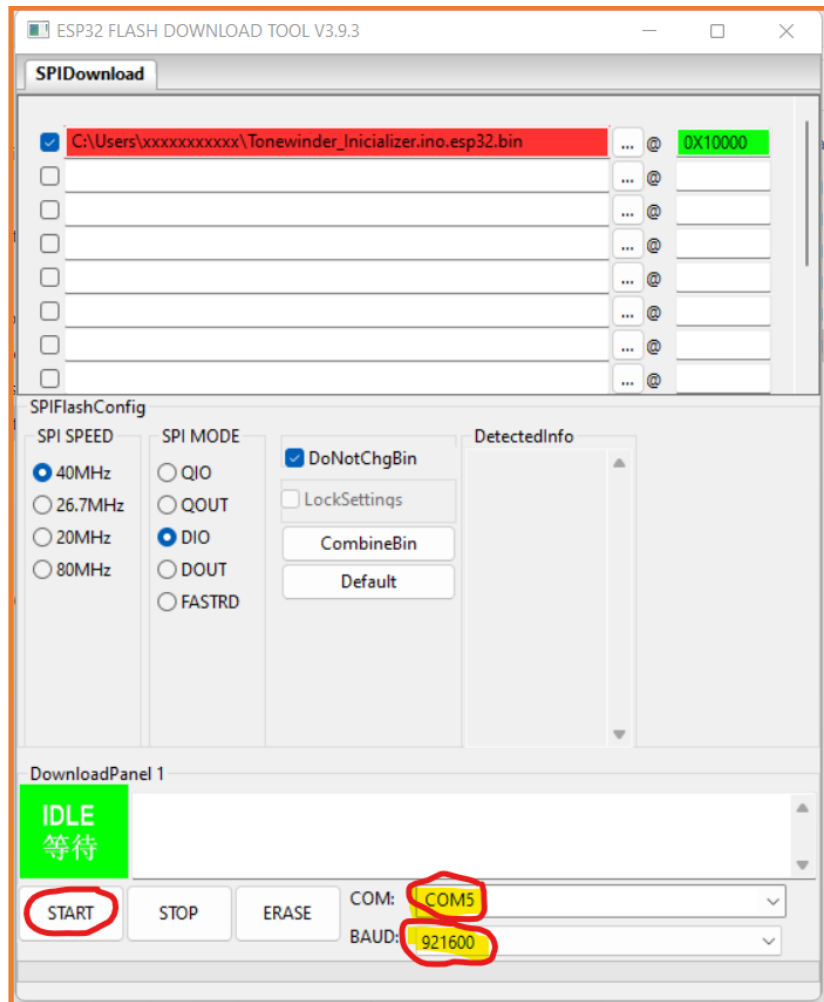 ESP32 FLASH DOWNLOAD TOOL V3.9.3
SPIDownload
C:\Users\xxxxxxxxxxx\Tonewinder_Inicializer.ino.esp32.bin ... @ 0X10000
... @
... @
... @
... @
... @
... @
... @
SPIFlashConfig
SPI SPEED
40MHz
26.7MHz
20MHz
80MHz
SPI MODE
QIO
QOUT
DIO
DOUT
FASTRD
DoNotChgBin
LockSettings
CombineBin
Default
DetectedInfo
DownloadPanel 1
IDLE
等待
START STOP ERASE
COM: COM5
BAUD: 921600